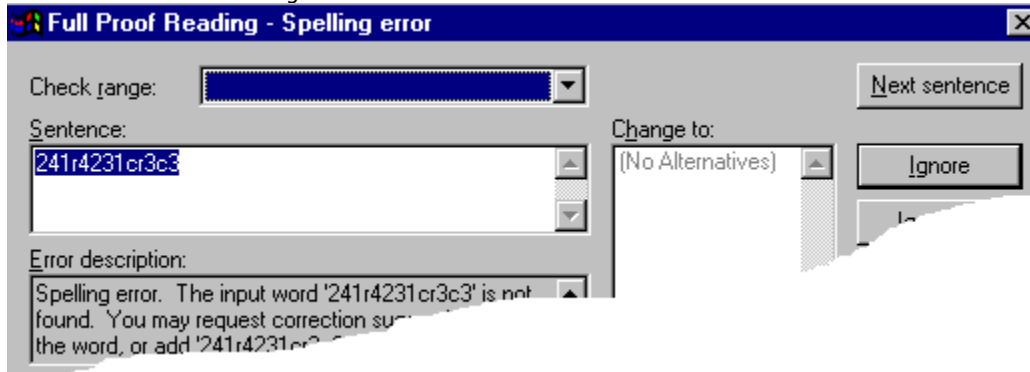 Full Proof Reading - Spelling error
Check range:
Next sentence
Sentence:
Change to:
241r4231cr3c3
(No Alternatives)
Ignore
Error description:
Spelling error. The input word '241r4231cr3c3' is not
found. You may request correction
the word, or add